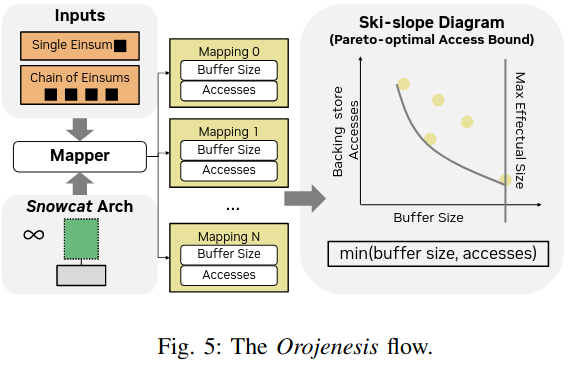 Inputs
Single Einsum
Chain of Einsums
Mapper
Snowcat Arch
∞
Mapping 0
Buffer Size
Accesses
Mapping 1
Buffer Size
Accesses
...
Mapping N
Buffer Size
Accesses
Ski-slope Diagram
(Pareto-optimal Access Bound)
Backing store
Accesses
Max Effectual Size
Buffer Size
min(buffer size, accesses)
Fig. 5: The Orojenesis flow.